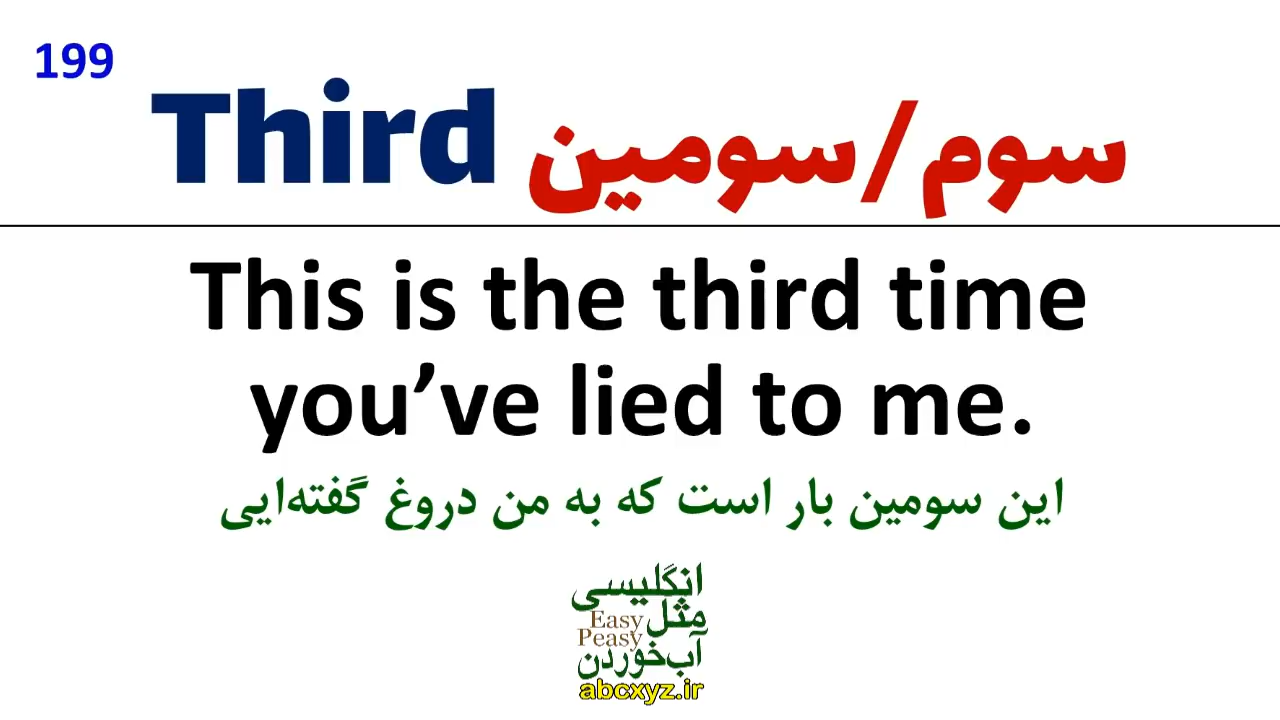 199
Third سوم/سومین
This is the third time
you’ve lied to me.
این سومین بار است که به من دروغ گفته‌ایی
انگلیسی
مثل
Easy
Peasy
آب‌خوردن
abcxyz.ir